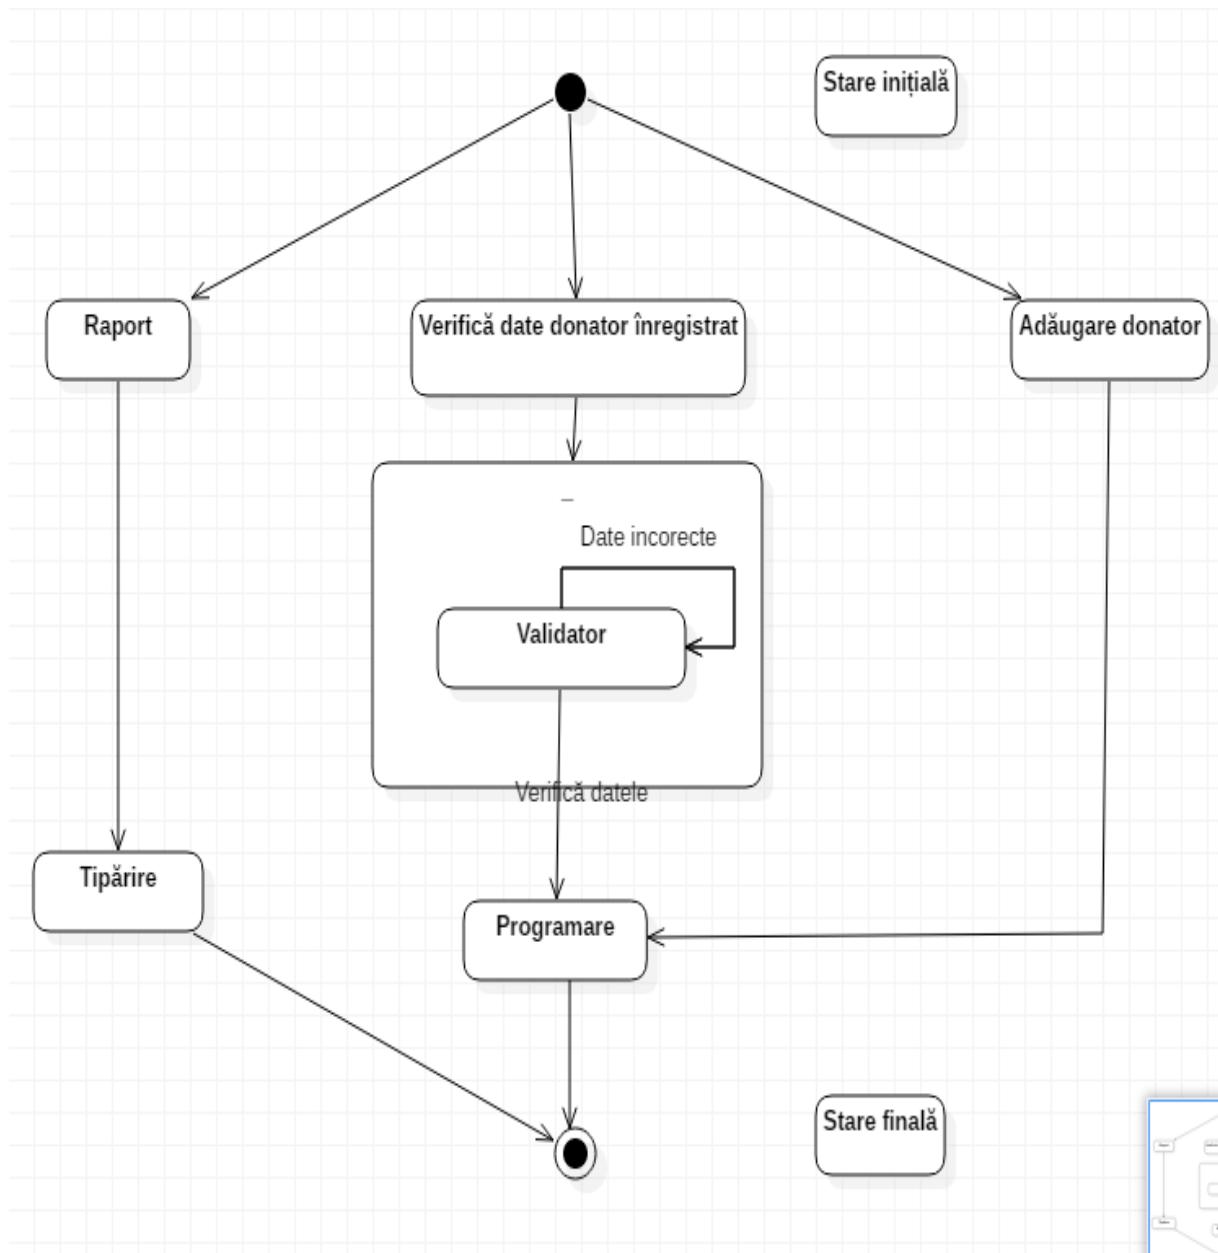 Stare inițială
Raport
Verifică date donator înregistrat
Adăugare donator
Date incorecte
Validator
Verifică datele
Tipărire
Programare
Stare finală